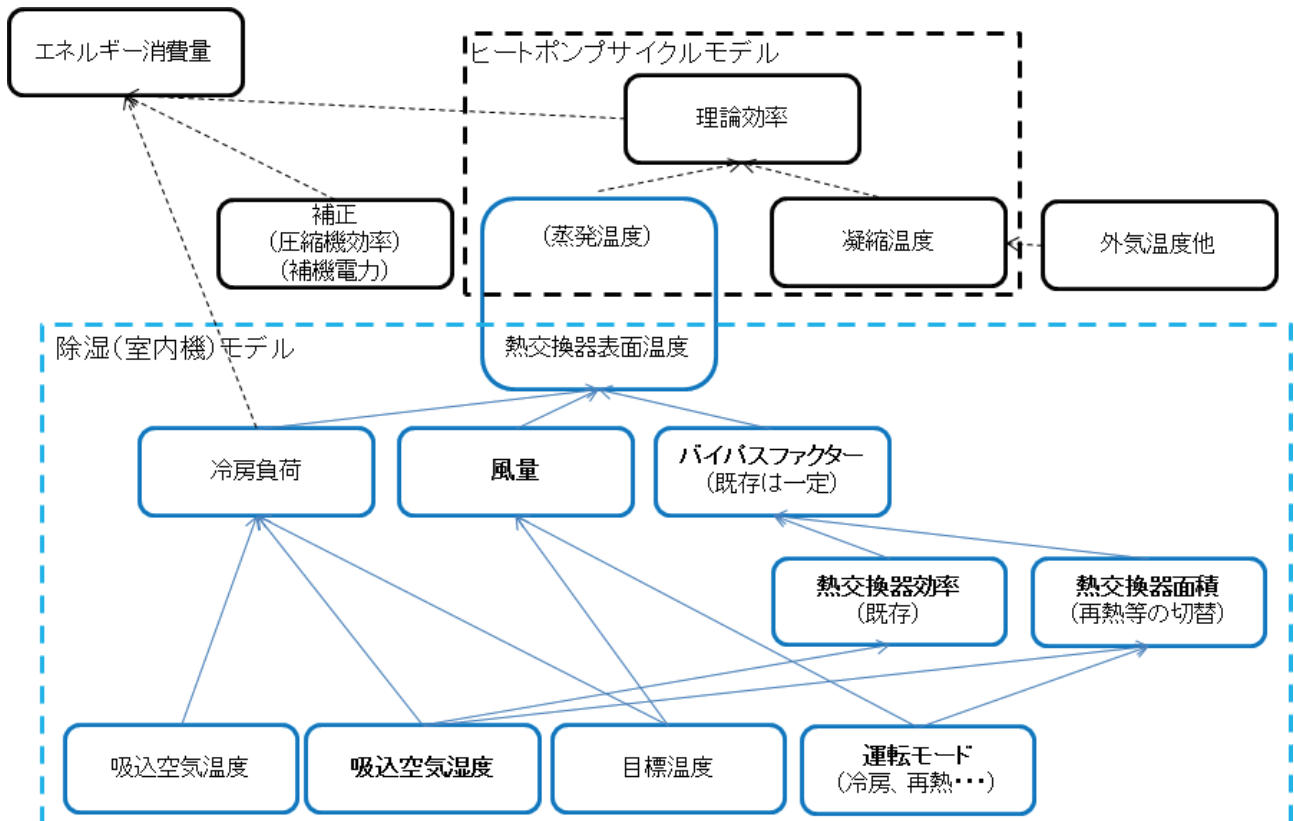 エネルギー消費量
ヒートポンプサイクルモデル
理論効率
補正
(圧縮機効率)
(補機電力)
(蒸発温度)
凝縮温度
外気温度他
除湿(室内機)モデル
熱交換器表面温度
冷房負荷
風量
バイパスファクター
(既存は一定)
熱交換器効率
(既存)
熱交換器面積
(再熱等の切替)
吸込空気温度
吸込空気湿度
目標温度
運転モード
(冷房、再熱・・・)